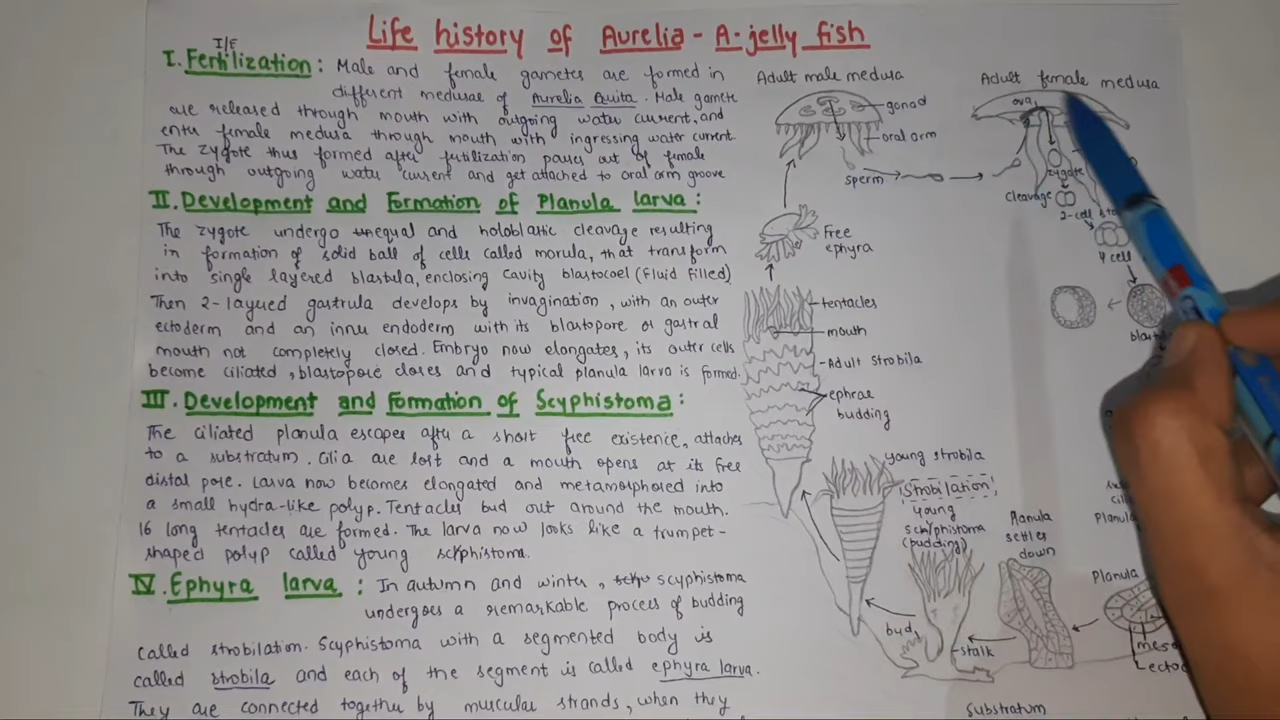 Life history of Aurelia - A-jelly fish
I/E
I. Fertilization: Male and female gametes are formed in
different medusae of Aurelia Aurita. Male gamete
are released through mouth with outgoing water current, and
enter female medusa through mouth with ingressing water current.
The zygote thus formed after fertilization passes out of female
through outgoing water current and get attached to oral arm groove
II. Development and Formation of Planula larva:
The zygote undergo unequal and holoblastic cleavage resulting
in formation of solid ball of cells called morula, that transform
into single layered blastula, enclosing cavity blastocoel (Fluid filled)
Then 2-layered gastrula develops by invagination, with an outer
ectoderm and an inner endoderm with its blastopore or gastral
mouth not completely closed. Embryo now elongates, its outer cells
become ciliated, blastopore closes and typical planula larva is formed.
III. Development and Formation of Scyphistoma:
The ciliated planula escapes after a short free existence, attaches
to a substratum. Cilia are lost and a mouth opens at its free
distal pore. Larva now becomes elongated and metamorphosed into
a small hydra-like polyp. Tentacles bud out around the mouth.
16 long tentacles are formed. The larva now looks like a trumpet-
shaped polyp called young scyphistoma.
IV. Ephyra larva: In autumn and winter, scyphistoma
undergoes a remarkable process of budding
called strobilation. Scyphistoma with a segmented body is
called strobila and each of the segment is called ephyra larva.
They are connected together by muscular strands, when they
Adult male medusa
gonad
oral arm
sperm
Adult female medusa
ova
zygote
Cleavage
2-cell
4 cell
Free
ephyra
tentacles
mouth
Adult strobila
ephrae
budding
young strobila
'Strobilation'
young
scyphistoma
(budding)
Planula
settles
down
Planula
bud
stalk
Planula
Substratum